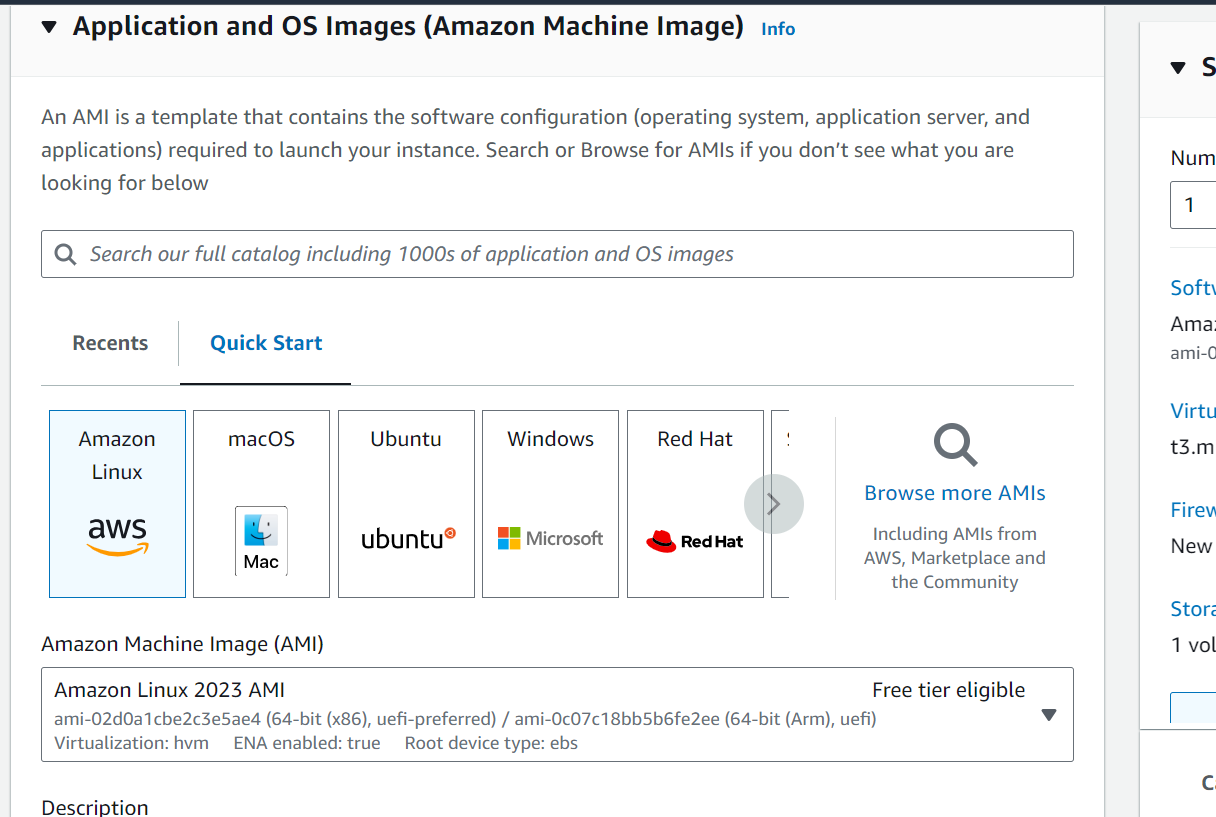 Application and OS Images (Amazon Machine Image) Info
An AMI is a template that contains the software configuration (operating system, application server, and
applications) required to launch your instance. Search or Browse for AMIs if you don’t see what you are
looking for below
Search our full catalog including 1000s of application and OS images
Recents
Quick Start
Amazon
Linux
aws
macOS
Mac
Ubuntu
ubuntu
Windows
Microsoft
Red Hat
Red Hat
Browse more AMIs
Including AMIs from
AWS, Marketplace and
the Community
Amazon Machine Image (AMI)
Amazon Linux 2023 AMI
Free tier eligible
ami-02d0a1cbe2c3e5ae4 (64-bit (x86), uefi-preferred) / ami-0c07c18bb5b6fe2ee (64-bit (Arm), uefi)
Virtualization: hvm ENA enabled: true Root device type: ebs
Description
S
Num
1
Softw
Amaz
ami-0
Virtu
t3.m
Firew
New
Stora
1 vol